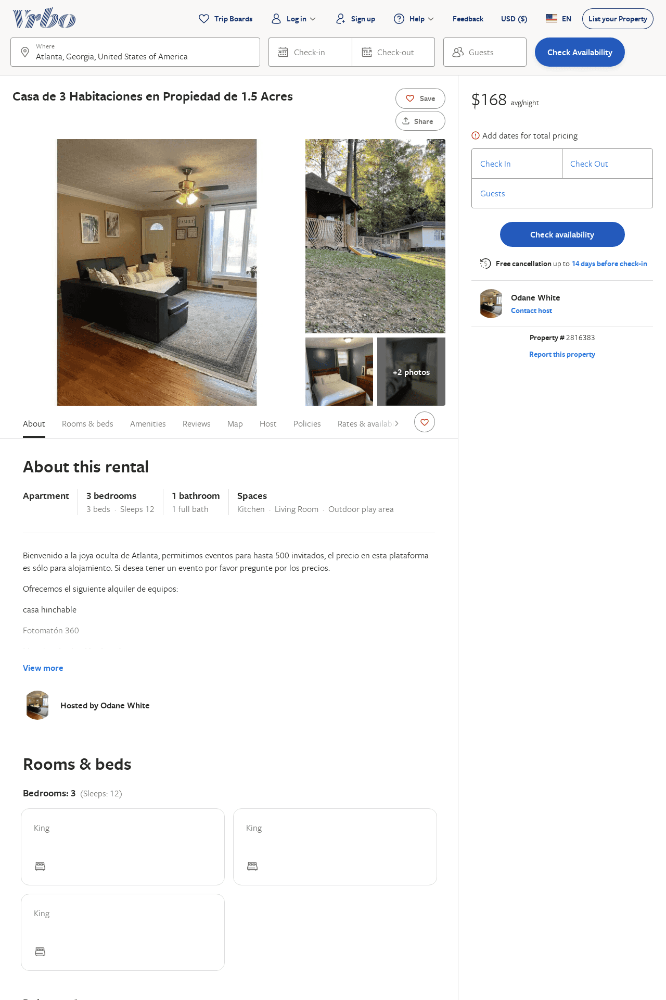 Vrbo
Trip Boards
Log in
Sign up
Help
Feedback
USD ($)
EN
List your Property
Where
Atlanta, Georgia, United States of America
Check-in
Check-out
Guests
Check Availability
Casa de 3 Habitaciones en Propiedad de 1.5 Acres
Save
Share
FAMILY
+2 photos
$168 avg/night
Add dates for total pricing
Check In
Check Out
Guests
Check availability
Free cancellation up to 14 days before check-in
Odane White
Contact host
Property # 2816383
Report this property
About
Rooms & beds
Amenities
Reviews
Map
Host
Policies
Rates & availab
About this rental
Apartment
3 bedrooms
3 beds · Sleeps 12
1 bathroom
1 full bath
Spaces
Kitchen · Living Room · Outdoor play area
Bienvenido a la joya oculta de Atlanta, permitimos eventos para hasta 500 invitados, el precio en esta plataforma
es sólo para alojamiento. Si desea tener un evento por favor pregunte por los precios.
Ofrecemos el siguiente alquiler de equipos:
casa hinchable
Fotomatón 360
View more
Hosted by Odane White
Rooms & beds
Bedrooms: 3 (Sleeps: 12)
King
King
King